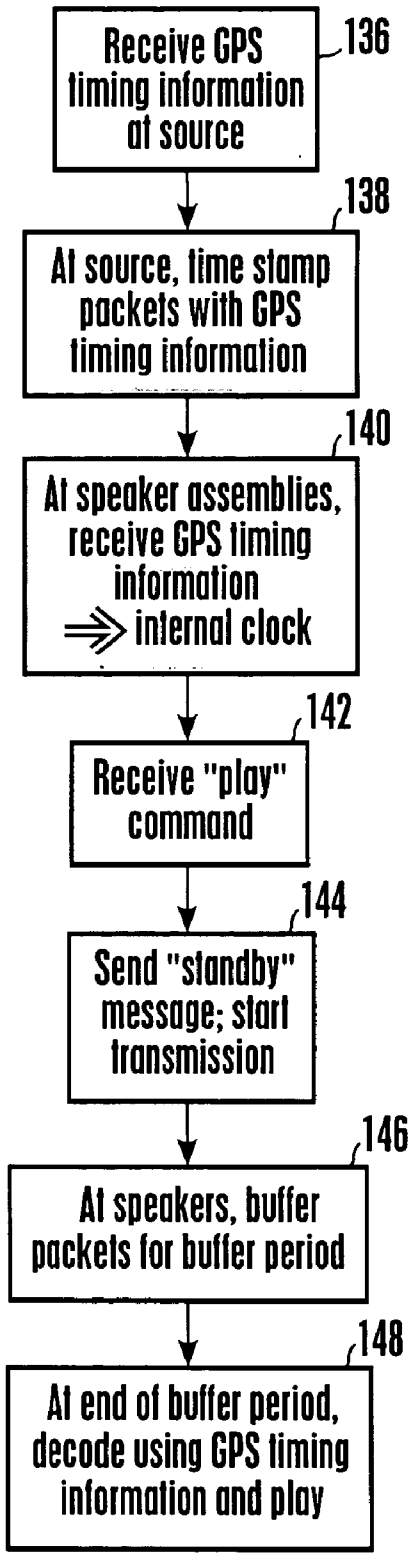 136
Receive GPS
timing information
at source
138
At source, time stamp
packets with GPS
timing information
140
At speaker assemblies,
receive GPS timing
information
⇒ internal clock
142
Receive "play"
command
144
Send "standby"
message; start
transmission
146
At speakers, buffer
packets for buffer period
148
At end of buffer period,
decode using GPS timing
information and play